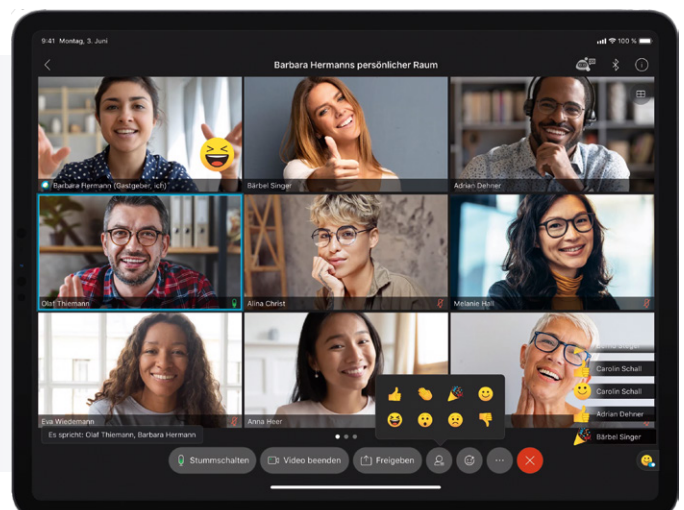 9:41 Montag, 3. Juni
100 %
Barbara Hermanns persönlicher Raum
Barbara Hermann (Gastgeber, ich)
Bärbel Singer
Adrian Dehner
Olaf Thiemann
Alina Christ
Melanie Hall
Eva Wiedemann
Anna Heer
Carolin Schall
Carolin Schall
Adrian Dehner
Bärbel Singer
Es spricht: Olaf Thiemann, Barbara Hermann
Stummschalten
Video beenden
Freigeben